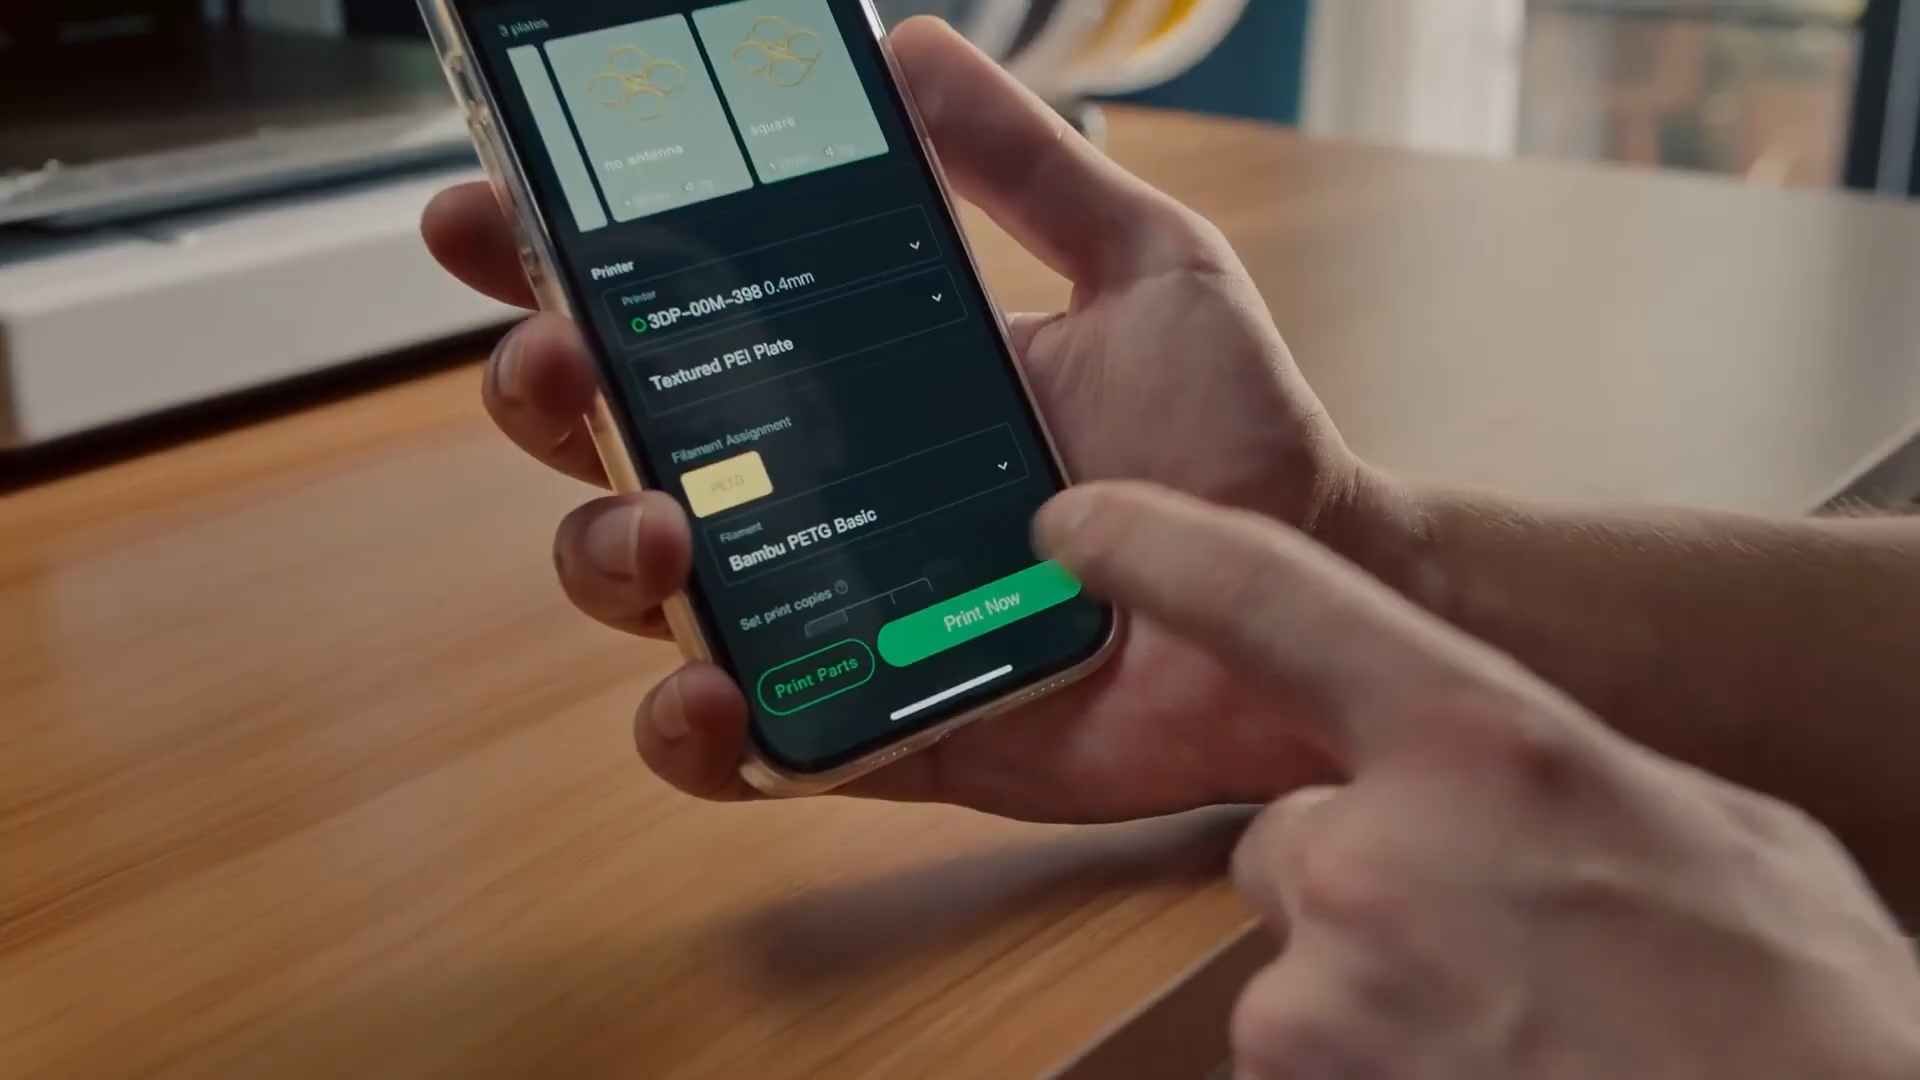 3 plates
no antenna
square
Printer
Printer
3DP-00M-398 0.4mm
Textured PEI Plate
Filament Assignment
PETG
Filament
Bambu PETG Basic
Set print copies ?
Print Now
Print Parts